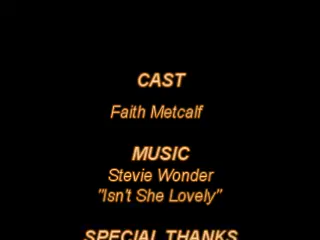 CAST
Faith Metcalf
MUSIC
Stevie Wonder
"Isn't She Lovely"
SPECIAL THANKS